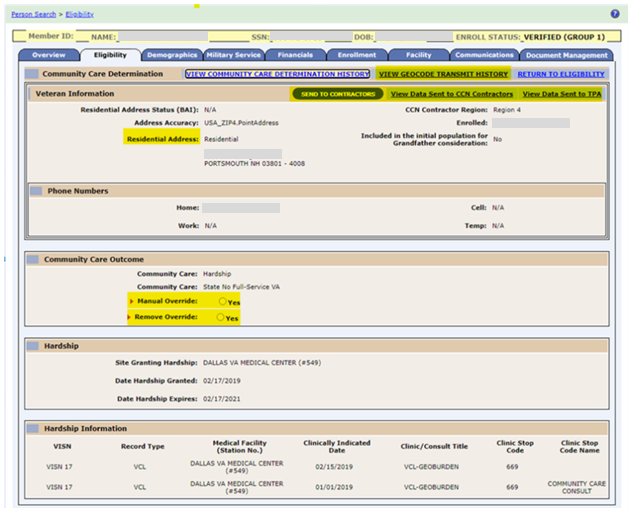 Person Search > Eligibility
Member ID: NAME: SSN: DOB: ENROLL STATUS: VERIFIED (GROUP 1)
Overview Eligibility Demographics Military Service Financials Enrollment Facility Communications Document Management
Community Care Determination VIEW COMMUNITY CARE DETERMINATION HISTORY VIEW GEOCODE TRANSMIT HISTORY RETURN TO ELIGIBILITY
Veteran Information SEND TO CONTRACTORS View Data Sent to CCN Contractors View Data Sent to TPA
Residential Address Status (BAI): N/A CCN Contractor Region: Region 4
Address Accuracy: USA_ZIP4.PointAddress Enrolled:
Residential Address: Residential Included in the initial population for
Grandfather consideration: No
PORTSMOUTH NH 03801 - 4008
Phone Numbers
Home: Cell: N/A
Work: N/A Temp: N/A
Community Care Outcome
Community Care: Hardship
Community Care: State No Full-Service VA
Manual Override: Yes
Remove Override: Yes
Hardship
Site Granting Hardship: DALLAS VA MEDICAL CENTER (#549)
Date Hardship Granted: 02/17/2019
Date Hardship Expires: 02/17/2021
Hardship Information
VISN Record Type Medical Facility (Station No.) Clinically Indicated Date Clinic/Consult Title Clinic Stop Code Clinic Stop Code Name
VISN 17 VCL DALLAS VA MEDICAL CENTER (#549) 02/15/2019 VCL-GEOBURDEN 669
VISN 17 VCL DALLAS VA MEDICAL CENTER (#549) 01/01/2019 VCL-GEOBURDEN 669 COMMUNITY CARE CONSULT